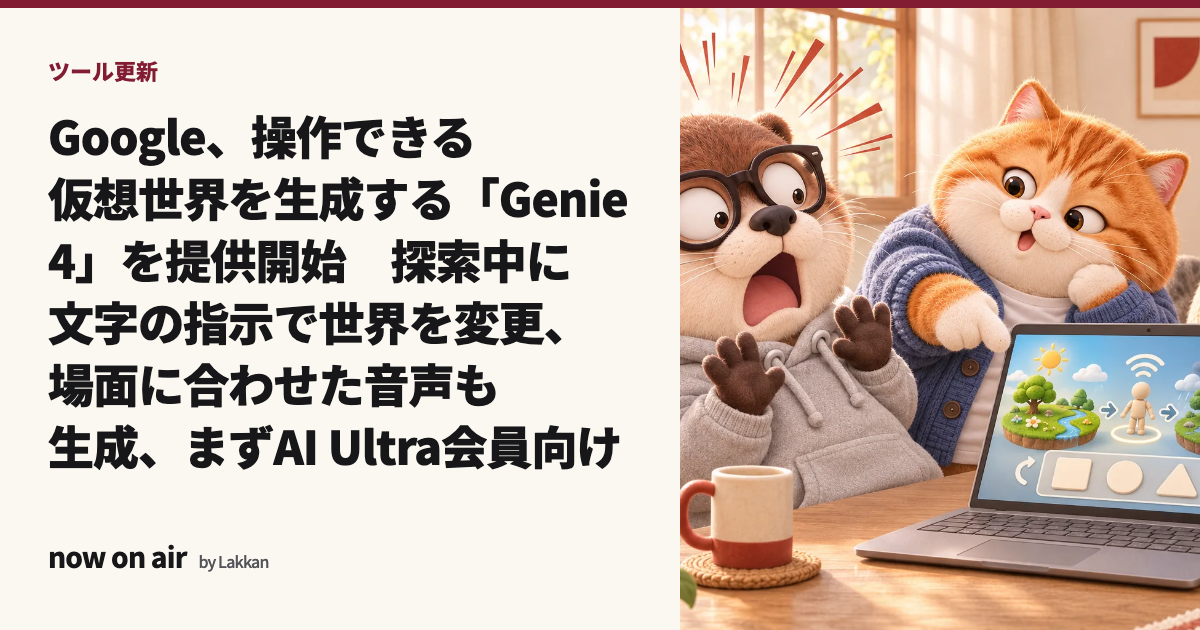 ツール更新
Google、操作できる
仮想世界を生成する「Genie
4」を提供開始　探索中に
文字の指示で世界を変更、
場面に合わせた音声も
生成、まずAI Ultra会員向け
now on air by Lakkan